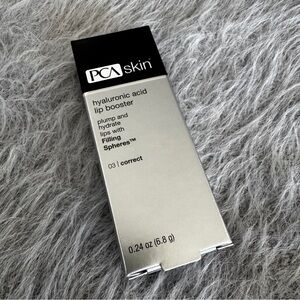 PCA skin
hyaluronic acid
lip booster
plump and
hydrate
lips with
Filling
Spheres™
03 | correct
0.24 oz (6.8 g)